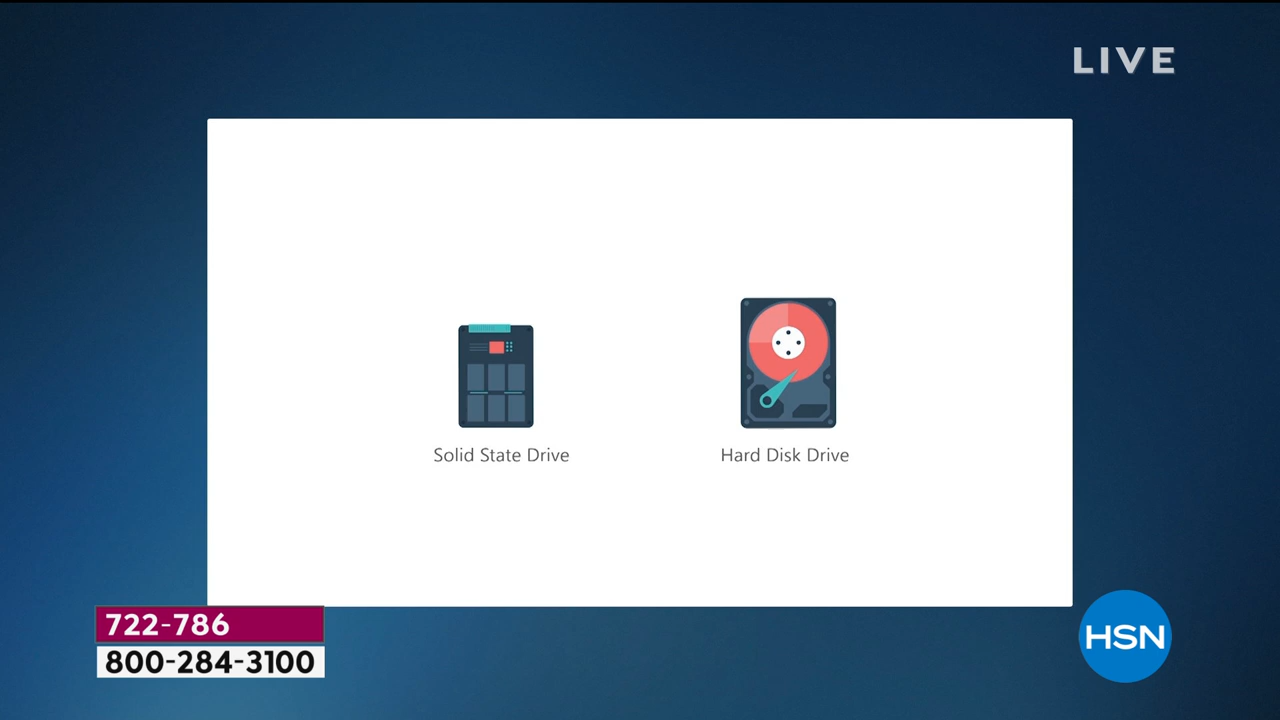 LIVE
Solid State Drive
Hard Disk Drive
722-786
800-284-3100
HSN